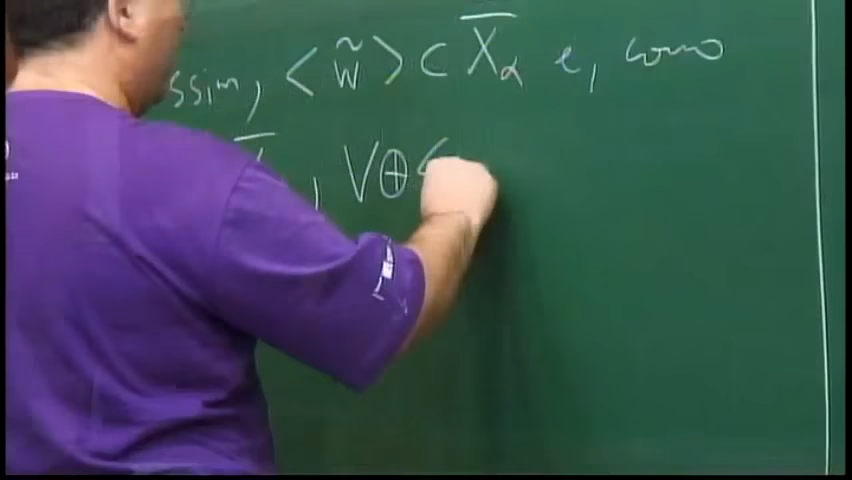 ssim, < w̃ > ⊂ X̅_α e, como
, V ⊕ <